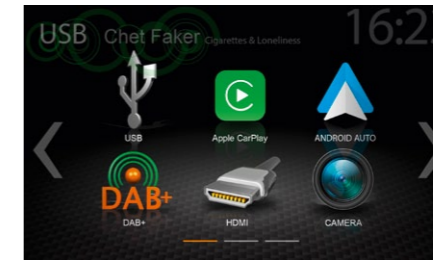 USB Chet Faker Cigarettes & Loneliness 16:2
USB Apple CarPlay ANDROID AUTO
DAB+
DAB+ HDMI CAMERA